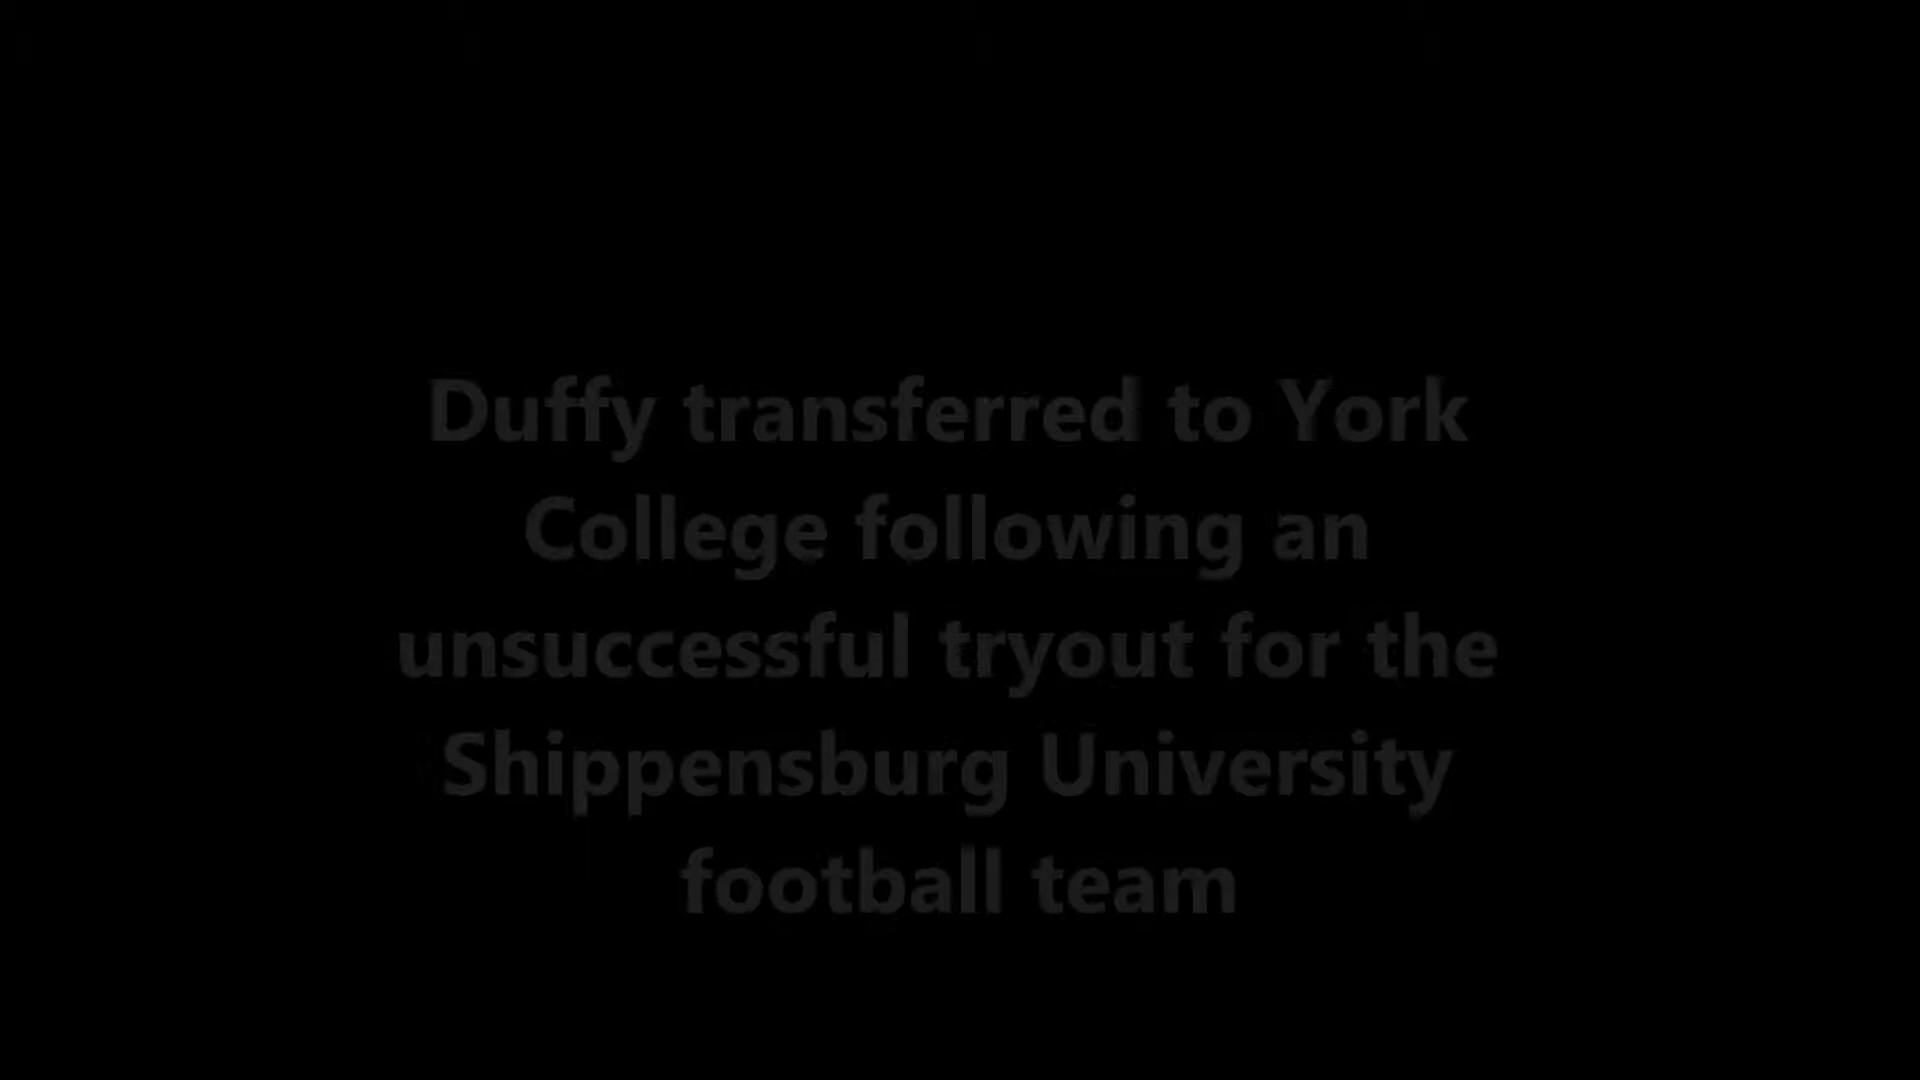 Duffy transferred to York
College following an
unsuccessful tryout for the
Shippensburg University
football team